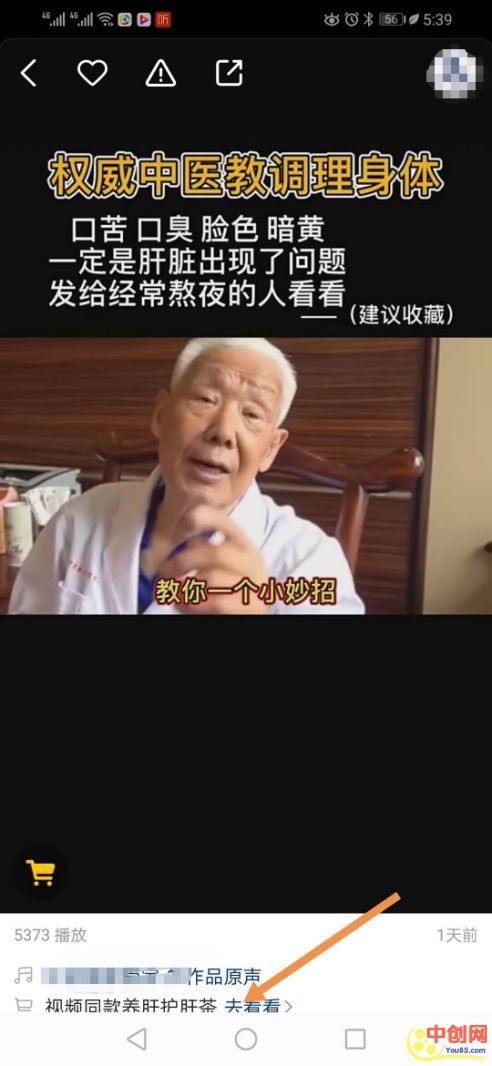 4G 4G 56 5:39
权威中医教调理身体
口苦 口臭 脸色 暗黄
一定是肝脏出现了问题
发给经常熬夜的人看看
——（建议收藏）
教你一个小妙招
5373 播放 1天前
作品原声
视频同款养肝护肝茶 去看看>
中创网
You85.com